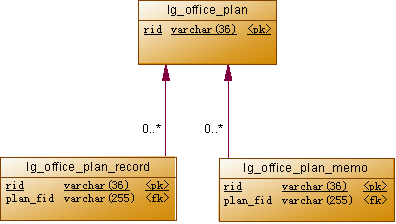 lg_office_plan
rid varchar(36) <pk>
0..* 0..*
lg_office_plan_record lg_office_plan_memo
rid varchar(36) <pk> rid varchar(36) <pk>
plan_fid varchar(255) <fk> plan_fid varchar(255) <fk>